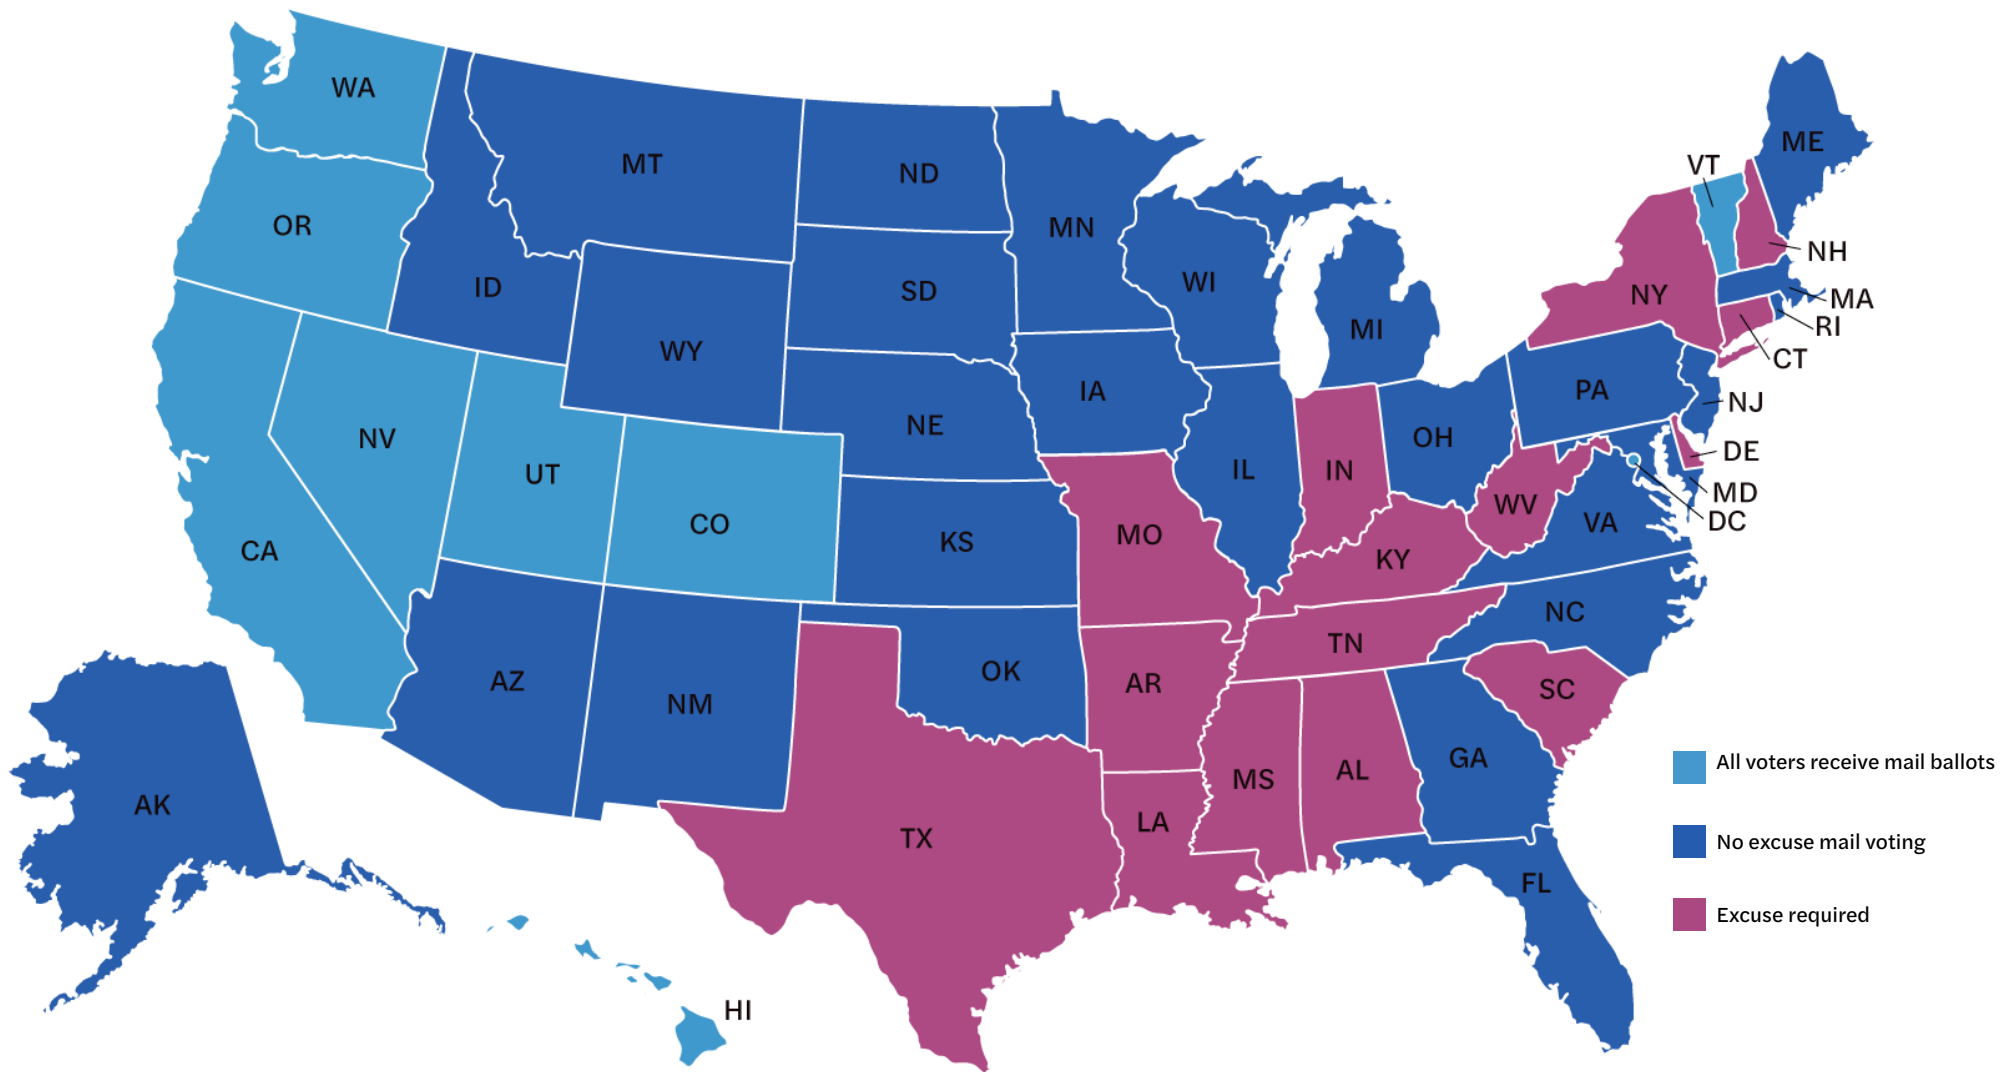 WA
OR
CA
NV
ID
MT
WY
UT
CO
AZ
NM
ND
SD
NE
KS
OK
TX
MN
IA
MO
AR
LA
WI
IL
MI
IN
OH
KY
TN
MS
AL
GA
FL
SC
NC
VA
WV
PA
NY
VT
NH
ME
MA
RI
CT
NJ
DE
MD
DC
AK
HI
All voters receive mail ballots
No excuse mail voting
Excuse required